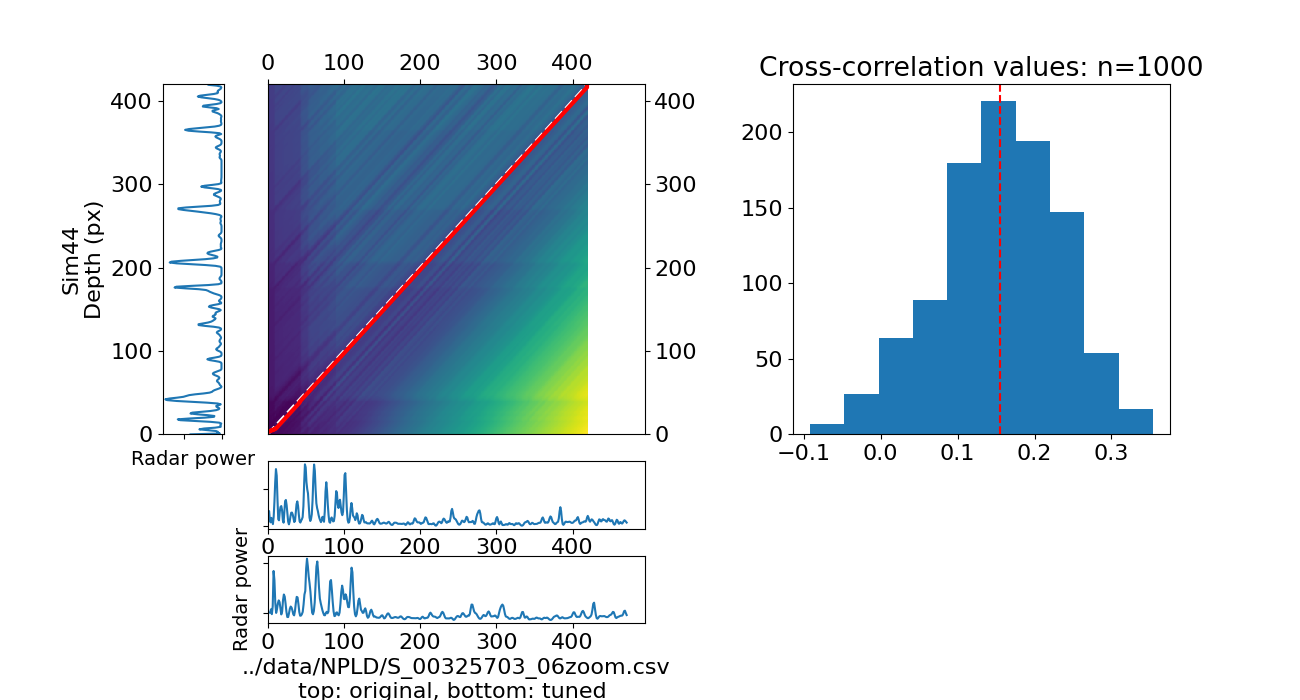 0 100 200 300 400
Cross-correlation values: n=1000
400
300
200
100
0
Sim44
Depth (px)
Radar power
400
300
200
100
0
200
150
100
50
0
−0.1 0.0 0.1 0.2 0.3
0 100 200 300 400
Radar power
0 100 200 300 400
../data/NPLD/S_00325703_06zoom.csv
top: original, bottom: tuned